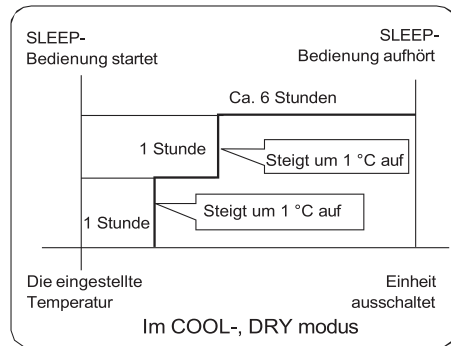 SLEEP-
Bedienung startet
SLEEP-
Bedienung aufhört
Ca. 6 Stunden
1 Stunde
Steigt um 1 °C auf
1 Stunde
Steigt um 1 °C auf
Die eingestellte
Temperatur
Einheit
ausschaltet
Im COOL-, DRY modus